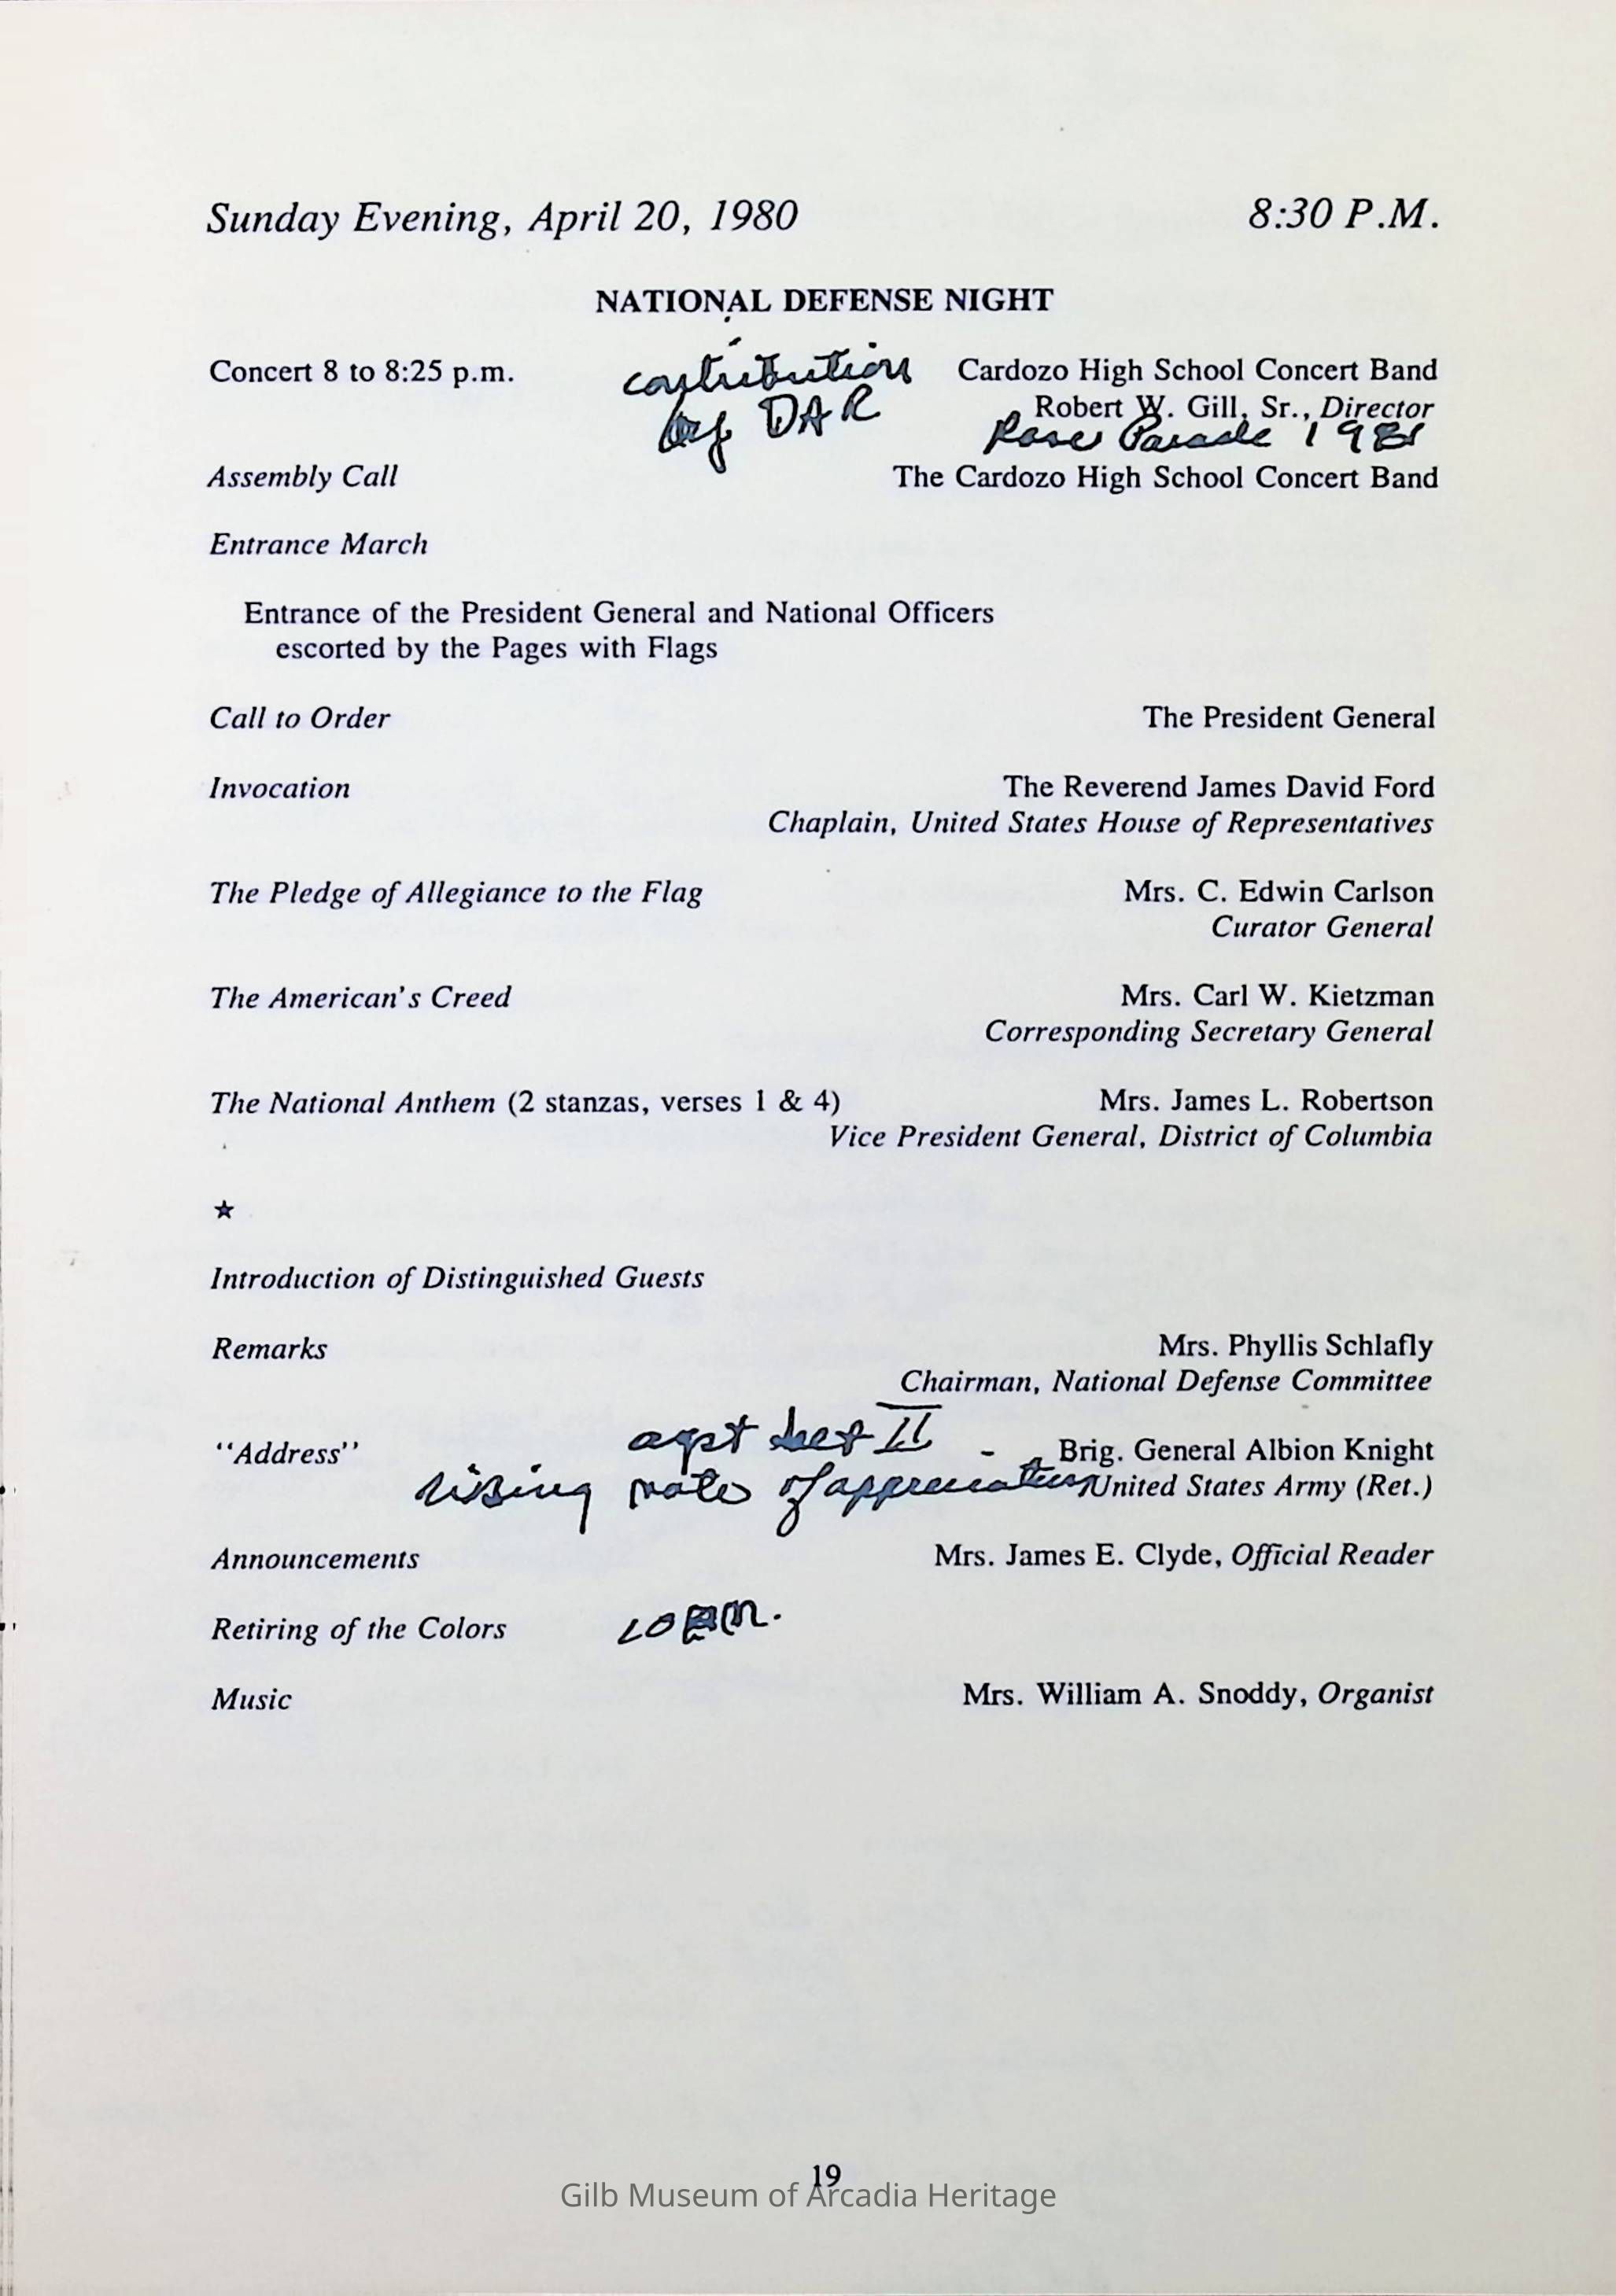 Sunday Evening, April 20, 1980 8:30 P.M.
NATIONAL DEFENSE NIGHT
Concert 8 to 8:25 p.m. contribution Cardozo High School Concert Band
by DAR Robert W. Gill, Sr., Director
Rose Parade 1981
Assembly Call The Cardozo High School Concert Band
Entrance March
Entrance of the President General and National Officers
escorted by the Pages with Flags
Call to Order The President General
Invocation The Reverend James David Ford
Chaplain, United States House of Representatives
The Pledge of Allegiance to the Flag Mrs. C. Edwin Carlson
Curator General
The American's Creed Mrs. Carl W. Kietzman
Corresponding Secretary General
The National Anthem (2 stanzas, verses 1 & 4) Mrs. James L. Robertson
Vice President General, District of Columbia
☆
Introduction of Distinguished Guests
Remarks Mrs. Phyllis Schlafly
Chairman, National Defense Committee
agst II -
"Address" Brig. General Albion Knight
rising note of appreciation United States Army (Ret.)
Announcements Mrs. James E. Clyde, Official Reader
Retiring of the Colors 10 PM.
Music Mrs. William A. Snoddy, Organist
19
Gilb Museum of Arcadia Heritage